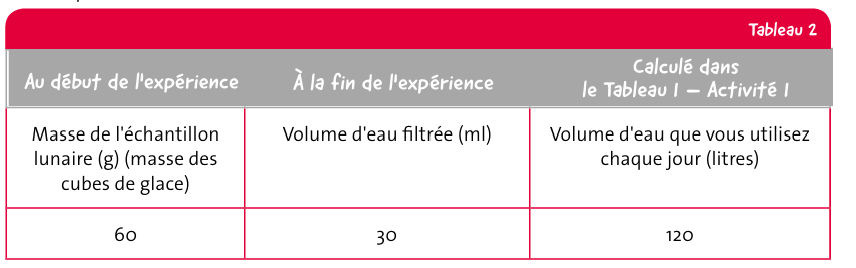 Tableau 2
Au début de l'expérience
À la fin de l'expérience
Calculé dans
le Tableau 1 – Activité 1
Masse de l'échantillon
lunaire (g) (masse des
cubes de glace)
Volume d'eau filtrée (ml)
Volume d'eau que vous utilisez
chaque jour (litres)
60
30
120